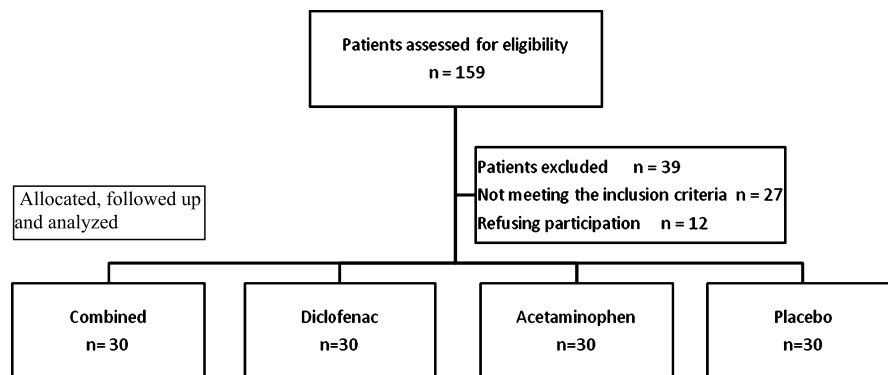 Patients assessed for eligibility
n = 159
Patients excluded n = 39
Not meeting the inclusion criteria n = 27
Refusing participation n = 12
Allocated, followed up
and analyzed
Combined
n= 30
Diclofenac
n=30
Acetaminophen
n=30
Placebo
n=30